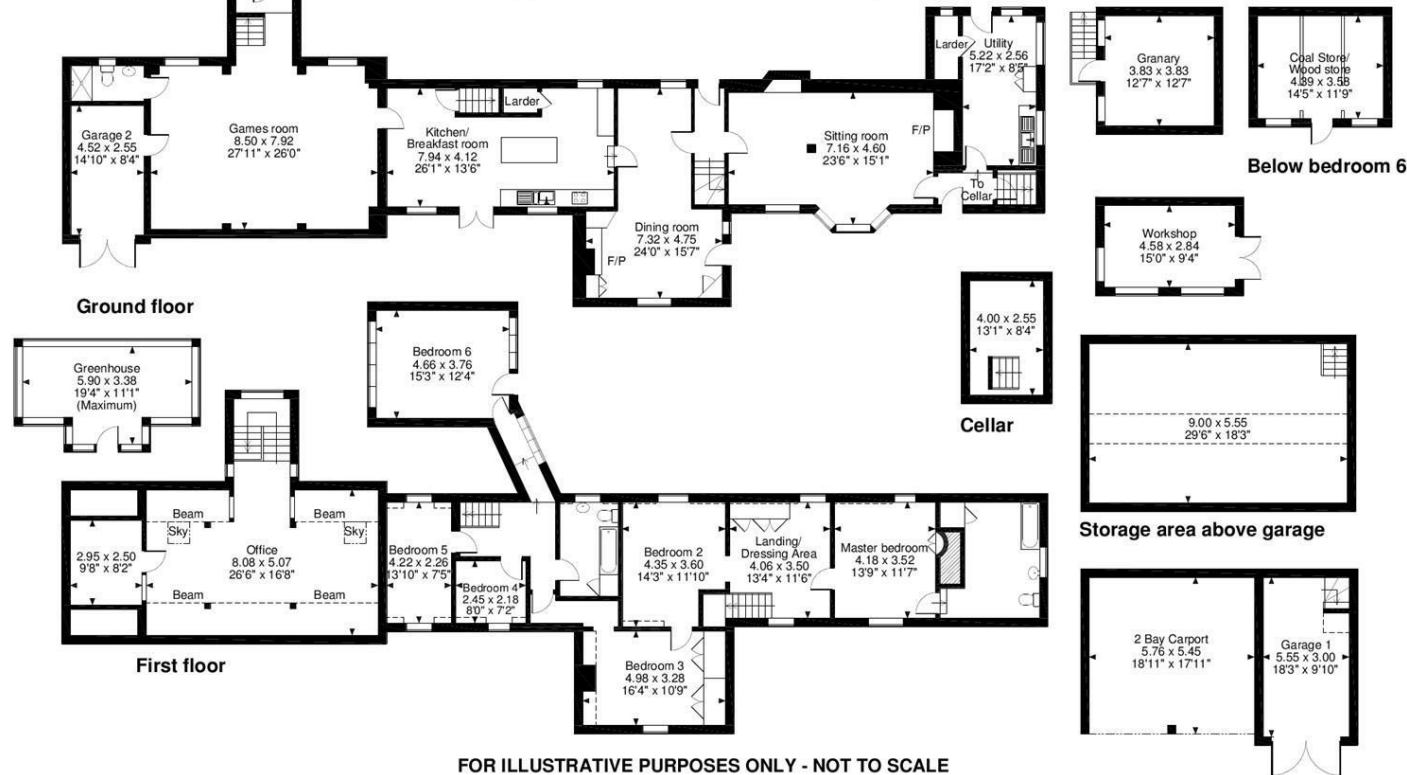 Larder
Utility
5.22 x 2.56
17'2" x 8'5"
Granary
3.83 x 3.83
12'7" x 12'7"
Coal Store/
Wood store
4.39 x 3.58
14'5" x 11'9"
Below bedroom 6
Garage 2
4.52 x 2.55
14'10" x 8'4"
Games room
8.50 x 7.92
27'11" x 26'0"
Larder
Kitchen/
Breakfast room
7.94 x 4.12
26'1" x 13'6"
Sitting room
7.16 x 4.60
23'6" x 15'1"
F/P
To
Cellar
Dining room
7.32 x 4.75
24'0" x 15'7"
F/P
Workshop
4.58 x 2.84
15'0" x 9'4"
Ground floor
Greenhouse
5.90 x 3.38
19'4" x 11'1"
(Maximum)
Bedroom 6
4.66 x 3.76
15'3" x 12'4"
4.00 x 2.55
13'1" x 8'4"
Cellar
9.00 x 5.55
29'6" x 18'3"
Storage area above garage
2.95 x 2.50
9'8" x 8'2"
Beam
Beam
Sky
Sky
Office
8.08 x 5.07
26'6" x 16'8"
Beam
Beam
Bedroom 5
4.22 x 2.26
13'10" x 7'5"
Bedroom 4
2.45 x 2.18
8'0" x 7'2"
Bedroom 2
4.35 x 3.60
14'3" x 11'10"
Landing/
Dressing Area
4.06 x 3.50
13'4" x 11'6"
Master bedroom
4.18 x 3.52
13'9" x 11'7"
First floor
Bedroom 3
4.98 x 3.28
16'4" x 10'9"
2 Bay Carport
5.76 x 5.45
18'11" x 17'11"
Garage 1
5.55 x 3.00
18'3" x 9'10"
FOR ILLUSTRATIVE PURPOSES ONLY - NOT TO SCALE